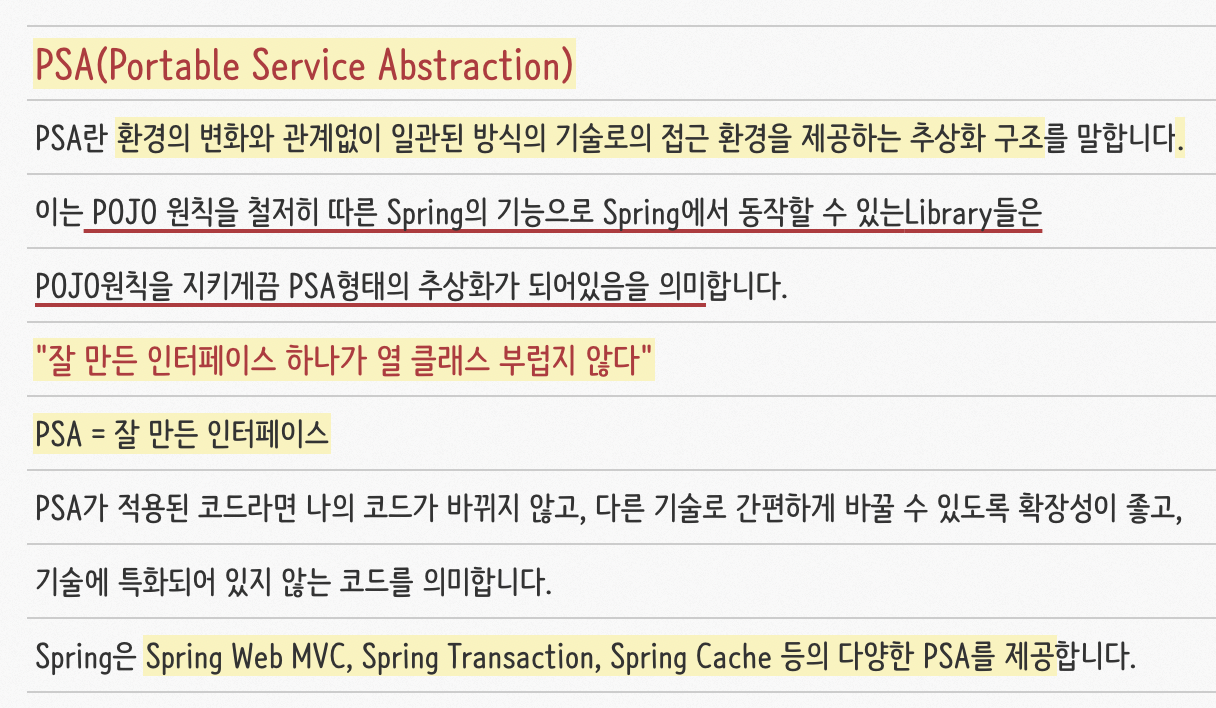 PSA(Portable Service Abstraction)
PSA란 환경의 변화와 관계없이 일관된 방식의 기술로의 접근 환경을 제공하는 추상화 구조를 말합니다.
이는 POJO 원칙을 철저히 따른 Spring의 기능으로 Spring에서 동작할 수 있는Library들은
POJO원칙을 지키게끔 PSA형태의 추상화가 되어있음을 의미합니다.
"잘 만든 인터페이스 하나가 열 클래스 부럽지 않다"
PSA = 잘 만든 인터페이스
PSA가 적용된 코드라면 나의 코드가 바뀌지 않고, 다른 기술로 간편하게 바꿀 수 있도록 확장성이 좋고,
기술에 특화되어 있지 않는 코드를 의미합니다.
Spring은 Spring Web MVC, Spring Transaction, Spring Cache 등의 다양한 PSA를 제공합니다.